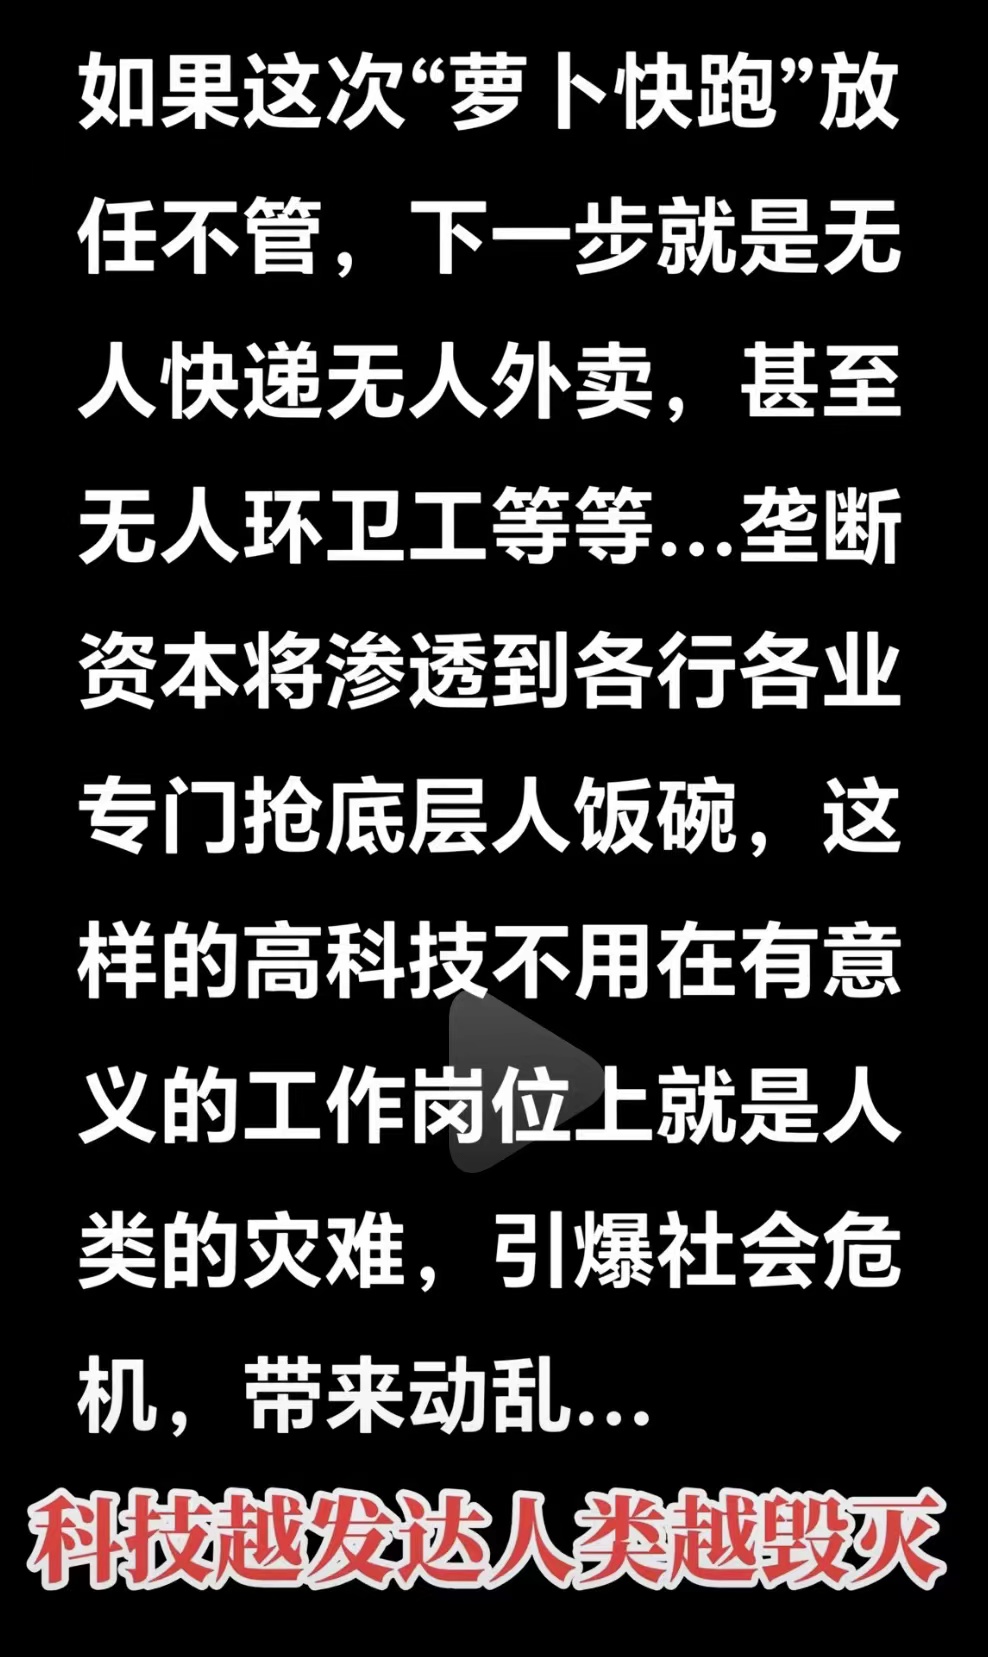 如果这次“萝卜快跑”放
任不管，下一步就是无
人快递无人外卖，甚至
无人环卫工等等...垄断
资本将渗透到各行各业
专门抢底层人饭碗，这
样的高科技不用在有意
义的工作岗位上就是人
类的灾难，引爆社会危
机，带来动乱...
科技越发达人类越毁灭